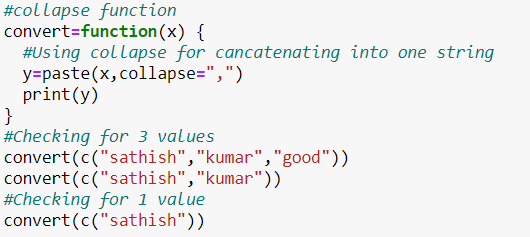 #collapse function
convert=function(x) {
  #Using collapse for cancatenating into one string
  y=paste(x,collapse=",")
  print(y)
}
#Checking for 3 values
convert(c("sathish","kumar","good"))
convert(c("sathish","kumar"))
#Checking for 1 value
convert(c("sathish"))